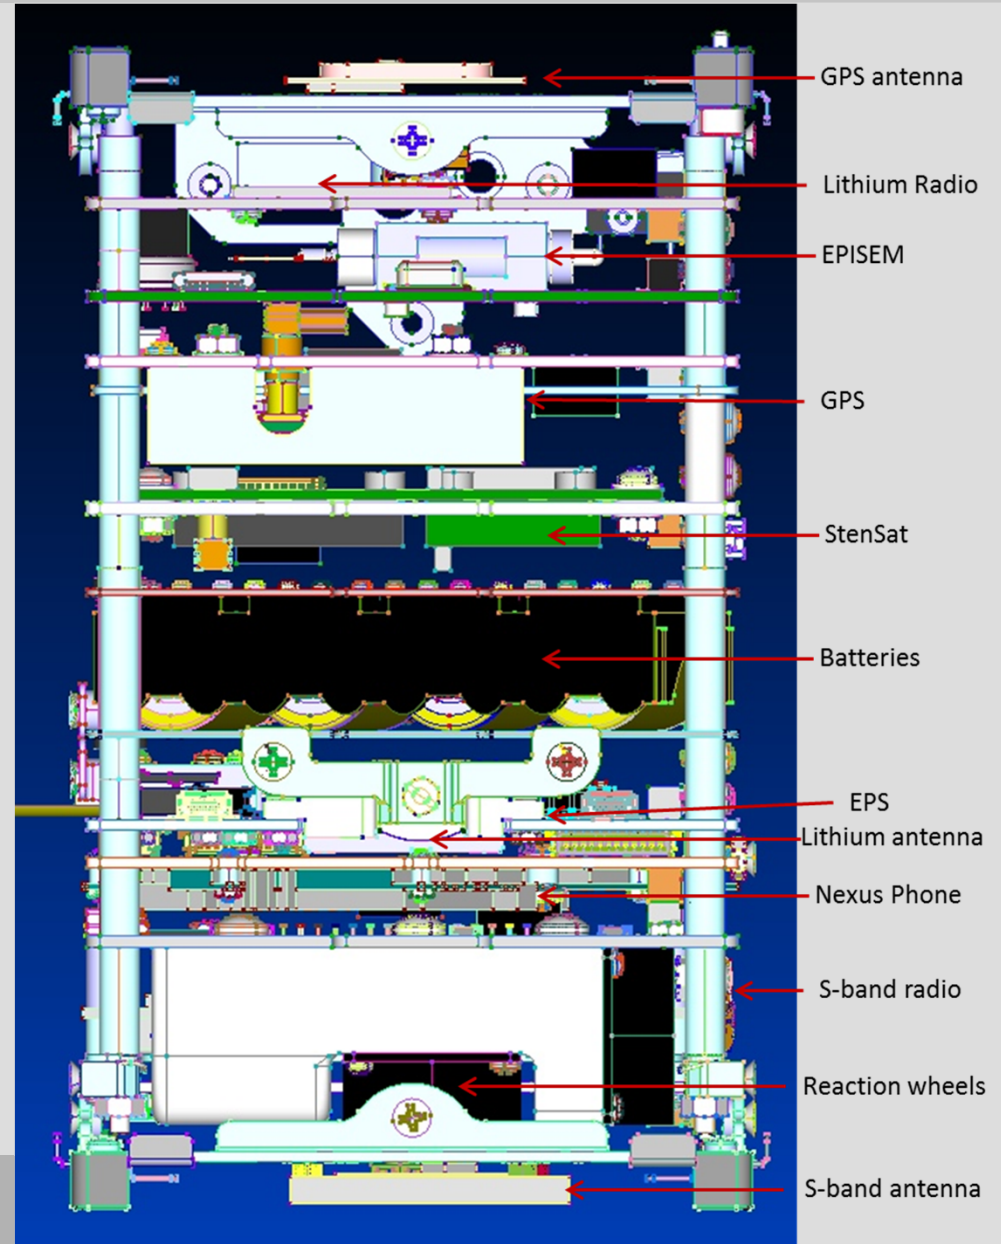 GPS antenna
Lithium Radio
EPISEM
GPS
StenSat
Batteries
EPS
Lithium antenna
Nexus Phone
S-band radio
Reaction wheels
S-band antenna